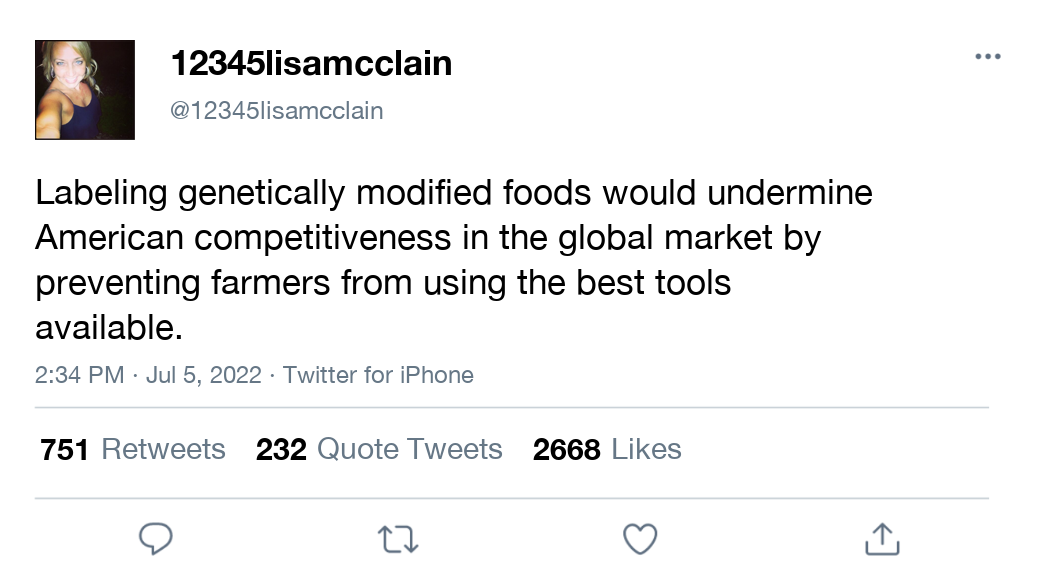 12345lisamcclain
@12345lisamcclain
Labeling genetically modified foods would undermine
American competitiveness in the global market by
preventing farmers from using the best tools
available.
2:34 PM · Jul 5, 2022 · Twitter for iPhone
751 Retweets 232 Quote Tweets 2668 Likes